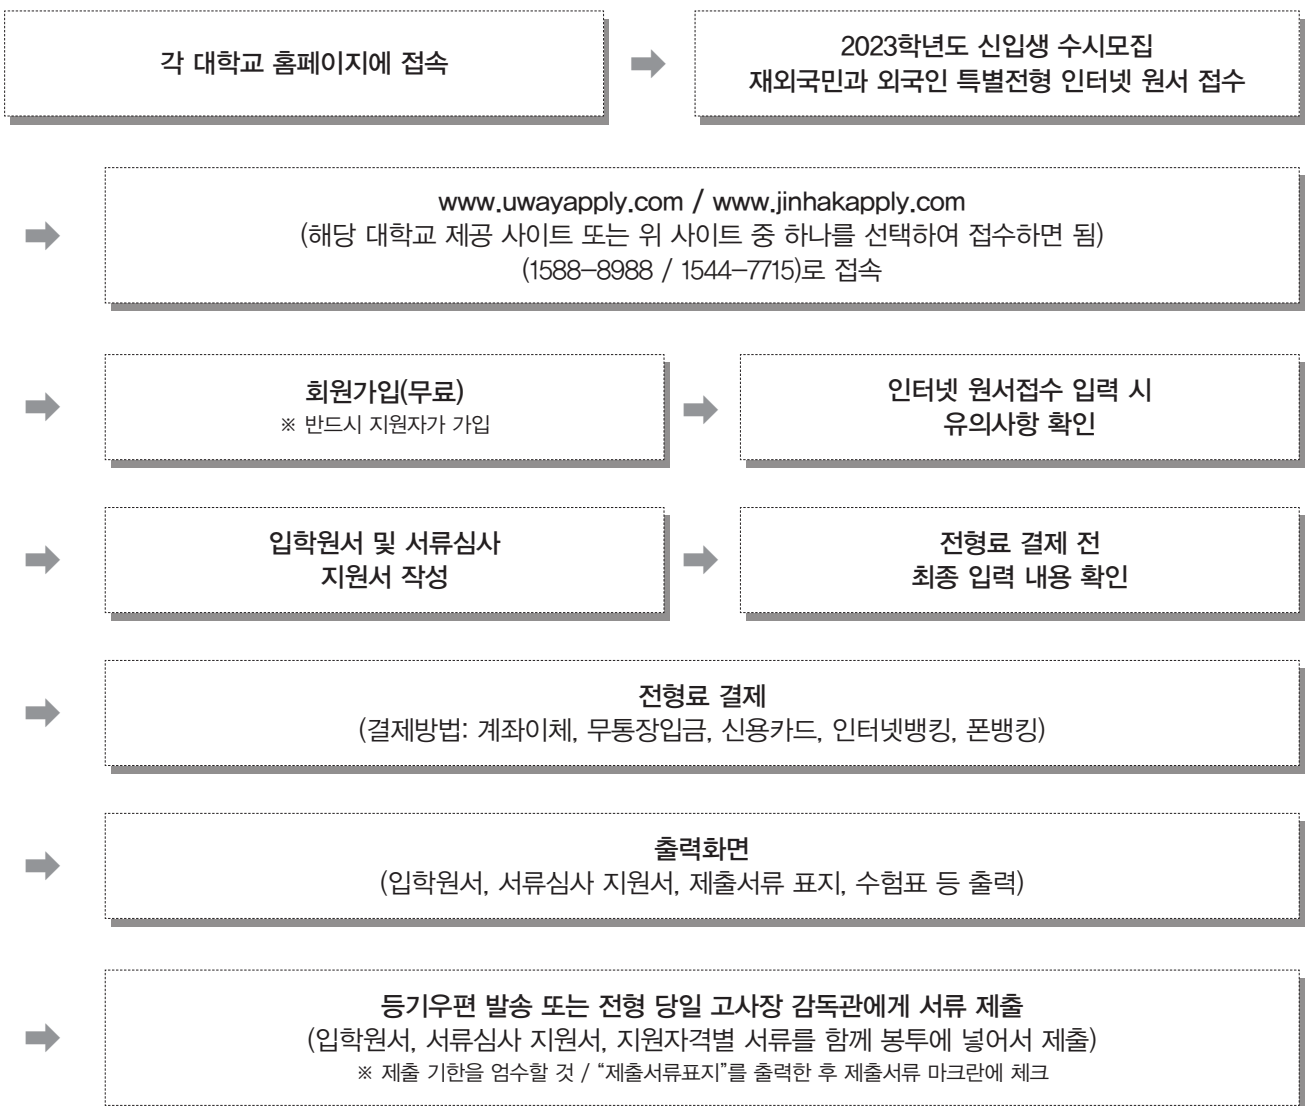 각 대학교 홈페이지에 접속
2023학년도 신입생 수시모집
재외국민과 외국인 특별전형 인터넷 원서 접수
www.uwayapply.com / www.jinhakapply.com
(해당 대학교 제공 사이트 또는 위 사이트 중 하나를 선택하여 접수하면 됨)
(1588-8988 / 1544-7715)로 접속
회원가입(무료)
※ 반드시 지원자가 가입
인터넷 원서접수 입력 시
유의사항 확인
입학원서 및 서류심사
지원서 작성
전형료 결제 전
최종 입력 내용 확인
전형료 결제
(결제방법: 계좌이체, 무통장입금, 신용카드, 인터넷뱅킹, 폰뱅킹)
출력화면
(입학원서, 서류심사 지원서, 제출서류 표지, 수험표 등 출력)
등기우편 발송 또는 전형 당일 고사장 감독관에게 서류 제출
(입학원서, 서류심사 지원서, 지원자격별 서류를 함께 봉투에 넣어서 제출)
※ 제출 기한을 엄수할 것 / “제출서류표지”를 출력한 후 제출서류 마크란에 체크